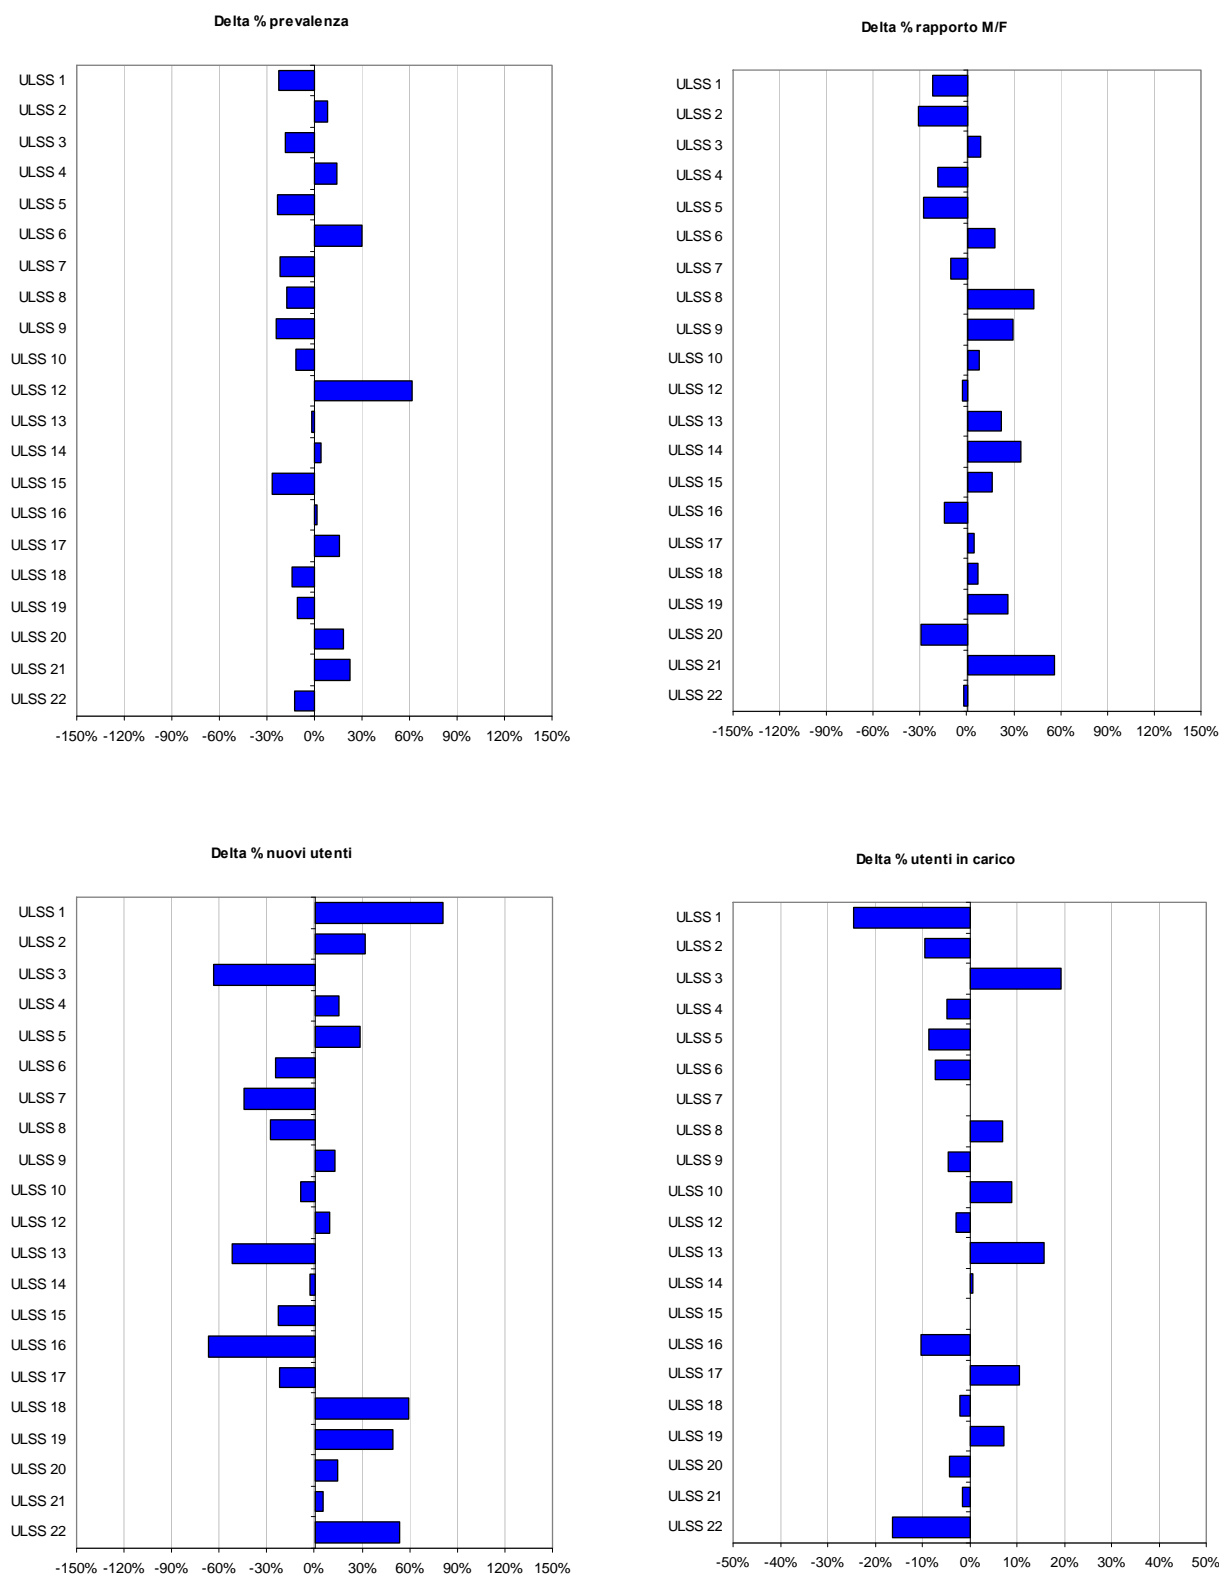 Delta % prevalenza
ULSS 1
ULSS 2
ULSS 3
ULSS 4
ULSS 5
ULSS 6
ULSS 7
ULSS 8
ULSS 9
ULSS 10
ULSS 12
ULSS 13
ULSS 14
ULSS 15
ULSS 16
ULSS 17
ULSS 18
ULSS 19
ULSS 20
ULSS 21
ULSS 22
-150% -120% -90% -60% -30% 0% 30% 60% 90% 120% 150%
Delta % rapporto M/F
ULSS 1
ULSS 2
ULSS 3
ULSS 4
ULSS 5
ULSS 6
ULSS 7
ULSS 8
ULSS 9
ULSS 10
ULSS 12
ULSS 13
ULSS 14
ULSS 15
ULSS 16
ULSS 17
ULSS 18
ULSS 19
ULSS 20
ULSS 21
ULSS 22
-150% -120% -90% -60% -30% 0% 30% 60% 90% 120% 150%
Delta % nuovi utenti
ULSS 1
ULSS 2
ULSS 3
ULSS 4
ULSS 5
ULSS 6
ULSS 7
ULSS 8
ULSS 9
ULSS 10
ULSS 12
ULSS 13
ULSS 14
ULSS 15
ULSS 16
ULSS 17
ULSS 18
ULSS 19
ULSS 20
ULSS 21
ULSS 22
-150% -120% -90% -60% -30% 0% 30% 60% 90% 120% 150%
Delta % utenti in carico
ULSS 1
ULSS 2
ULSS 3
ULSS 4
ULSS 5
ULSS 6
ULSS 7
ULSS 8
ULSS 9
ULSS 10
ULSS 12
ULSS 13
ULSS 14
ULSS 15
ULSS 16
ULSS 17
ULSS 18
ULSS 19
ULSS 20
ULSS 21
ULSS 22
-50% -40% -30% -20% -10% 0% 10% 20% 30% 40% 50%